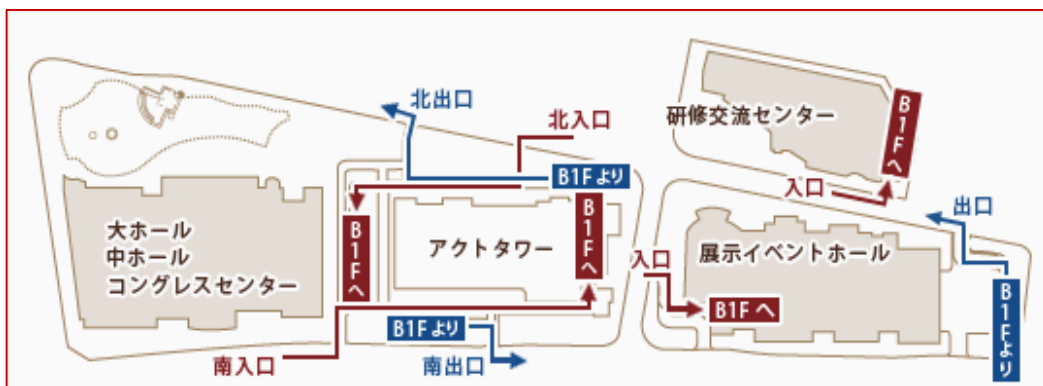 北出口
北入口
B1Fより
B1Fへ
B1Fへ
大ホール
中ホール
コングレスセンター
アクトタワー
南入口
B1Fより
南出口
研修交流センター
B1Fへ
入口
出口
入口
展示イベントホール
B1Fへ
B1Fより